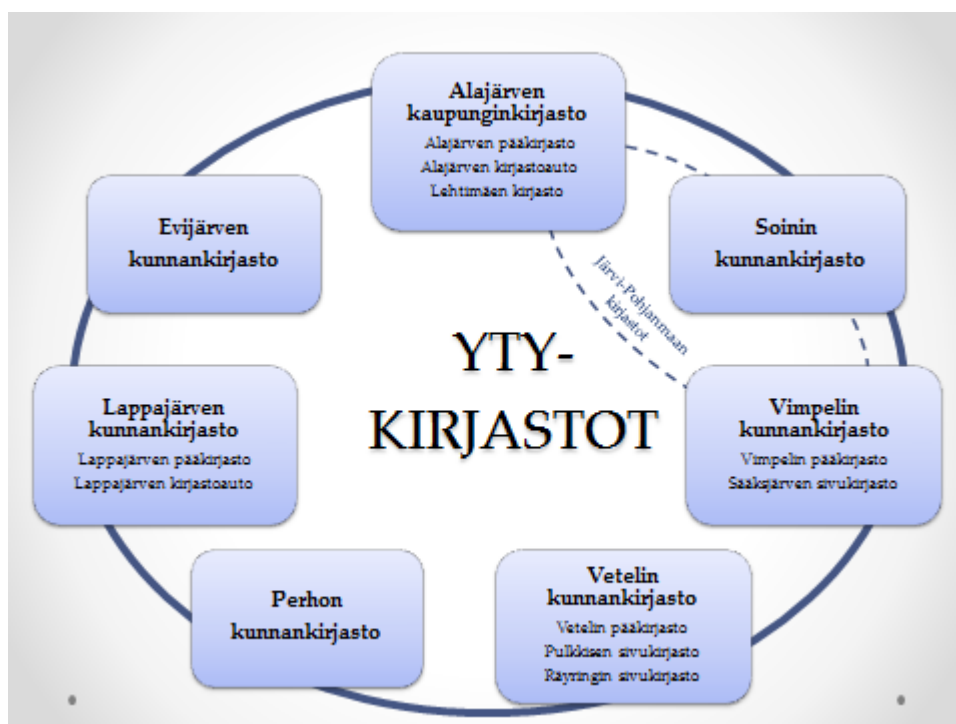 Alajärven
kaupunginkirjasto
Alajärven pääkirjasto
Alajärven kirjastoauto
Lehtimäen kirjasto
Soinin
kunnankirjasto
Järvi-Pohjanmaan
kirjastot
Vimpelin
kunnankirjasto
Vimpelin pääkirjasto
Sääksjärven sivukirjasto
Vetelin
kunnankirjasto
Vetelin pääkirjasto
Pulkkisen sivukirjasto
Räyringin sivukirjasto
Perhon
kunnankirjasto
Lappajärven
kunnankirjasto
Lappajärven pääkirjasto
Lappajärven kirjastoauto
Evijärven
kunnankirjasto
YTY-
KIRJASTOT